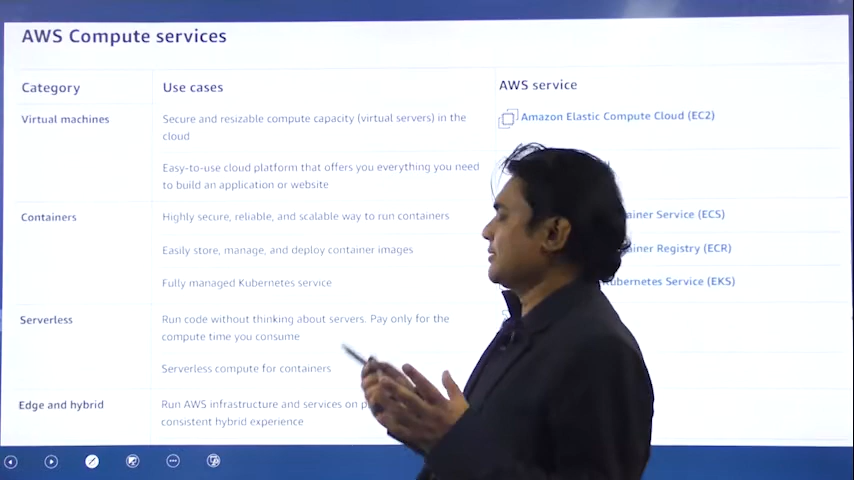 AWS Compute services
Category Use cases AWS service
Virtual machines Secure and resizable compute capacity (virtual servers) in the Amazon Elastic Compute Cloud (EC2)
cloud
Easy-to-use cloud platform that offers you everything you need
to build an application or website
Containers Highly secure, reliable, and scalable way to run containers Service (ECS)
Easily store, manage, and deploy container images Registry (ECR)
Fully managed Kubernetes service Kubernetes Service (EKS)
Serverless Run code without thinking about servers. Pay only for the
compute time you consume
Serverless compute for containers
Edge and hybrid Run AWS infrastructure and services on
consistent hybrid experience